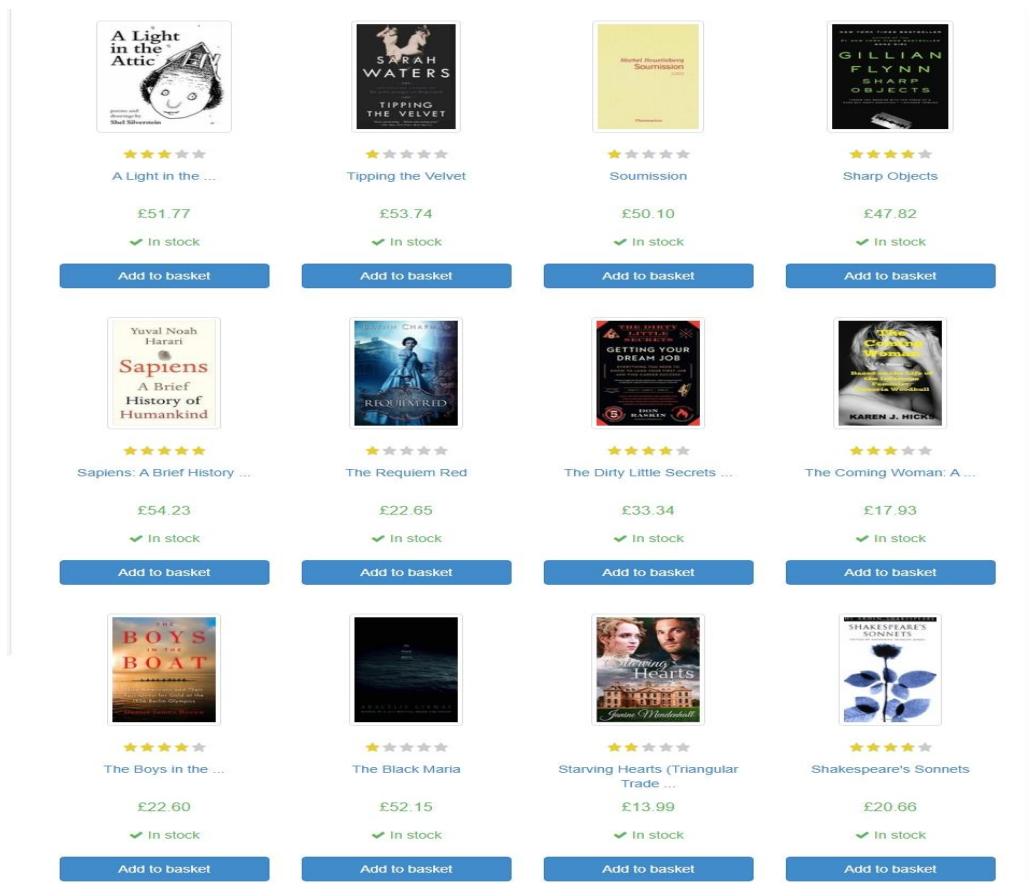 A Light
in the
Attic
poems and
drawings by
Shel Silverstein
SARAH
WATERS
TIPPING
THE VELVET
Michel Houellebecq
Soumission
Flammarion
GILLIAN
FLYNN
SHARP
OBJECTS
A Light in the ...
Tipping the Velvet
Soumission
Sharp Objects
£51.77
£53.74
£50.10
£47.82
In stock
In stock
In stock
In stock
Add to basket
Add to basket
Add to basket
Add to basket
Yuval Noah
Harari
Sapiens
A Brief
History of
Humankind
REQUIEM RED
THE DIRTY
LITTLE
SECRETS
GETTING YOUR
DREAM JOB
DON
RASKIN
The
Coming
Woman
KAREN J. HICKS
Sapiens: A Brief History ...
The Requiem Red
The Dirty Little Secrets ...
The Coming Woman: A ...
£54.23
£22.65
£33.34
£17.93
In stock
In stock
In stock
In stock
Add to basket
Add to basket
Add to basket
Add to basket
THE
BOYS
IN THE
BOAT
Starving
Hearts
Janine Mendenhall
SHAKESPEARE'S
SONNETS
The Boys in the ...
The Black Maria
Starving Hearts (Triangular
Trade ...
Shakespeare's Sonnets
£22.60
£52.15
£13.99
£20.66
In stock
In stock
In stock
In stock
Add to basket
Add to basket
Add to basket
Add to basket